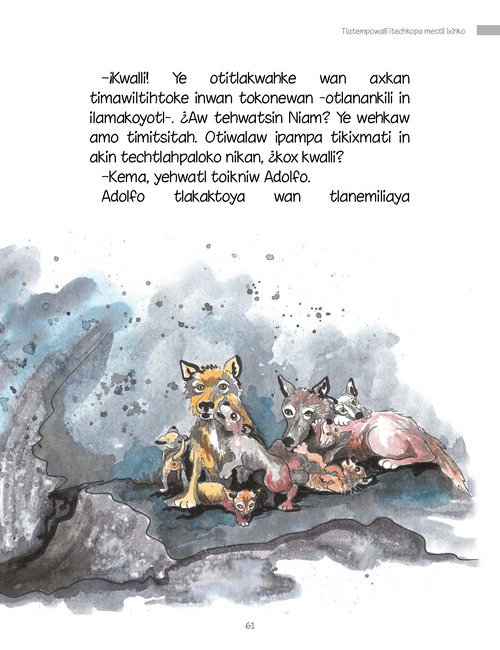 Tlatempowalli itechkopa mestli ixihko
–¡Kwalli! Ye otitlakwahke wan axkan
timawiltihtoke inwan tokonewan –otlanankili in
ilamakoyotl–. ¿Aw tehwatsin Niam? Ye wehkaw
amo timitsitah. Otiwalaw ipampa tikixmati in
akin techtlahpaloko nikan, ¿kox kwalli?
–Kema, yehwatl toikniw Adolfo.
Adolfo tlakaktoya wan tlanemiliaya
61